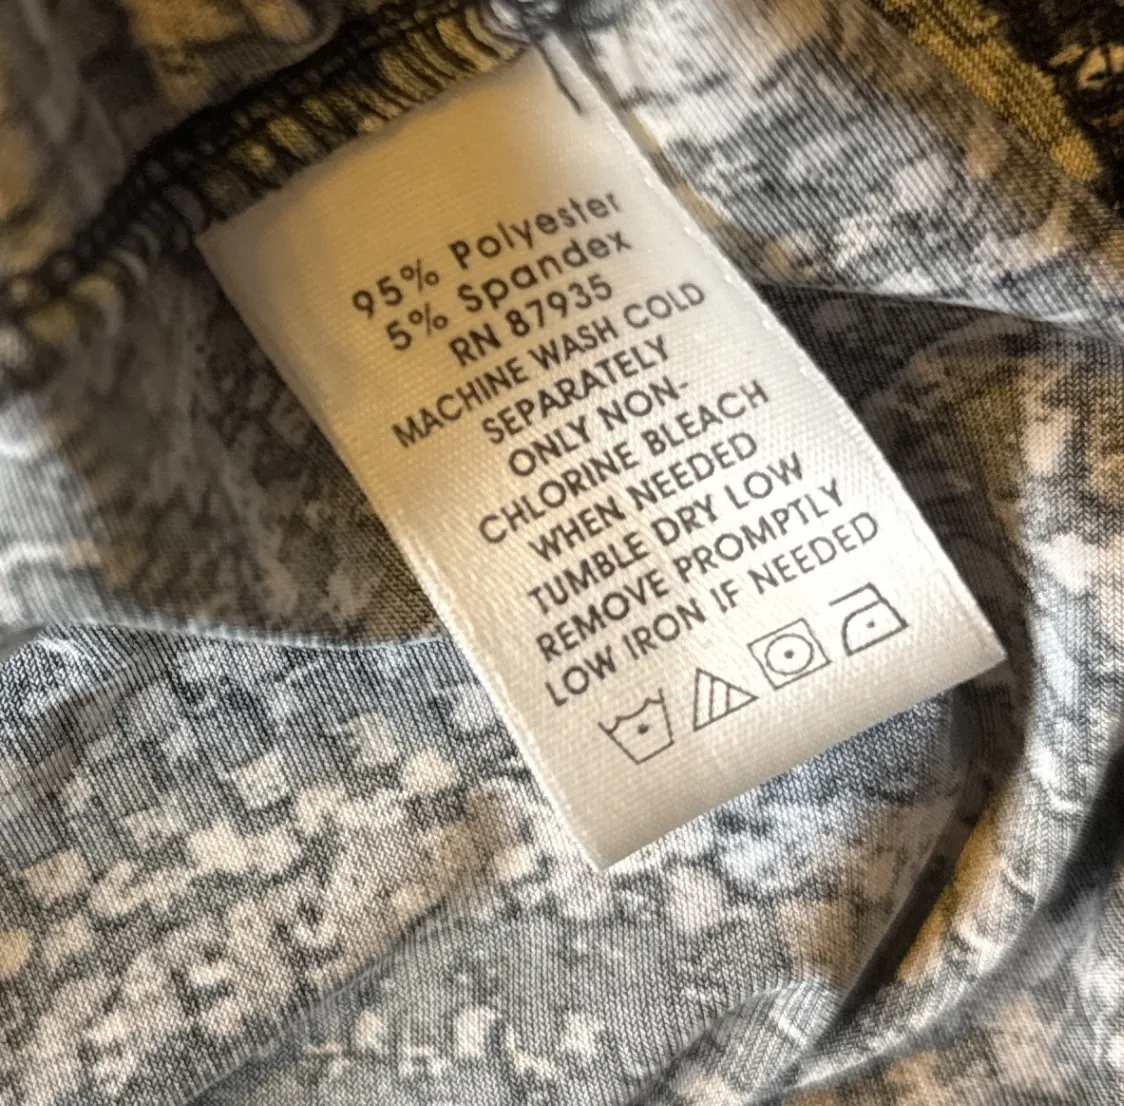 95% Polyester
5% Spandex
RN 87935
MACHINE WASH COLD
SEPARATELY
ONLY NON-
CHLORINE BLEACH
WHEN NEEDED
TUMBLE DRY LOW
REMOVE PROMPTLY
LOW IRON IF NEEDED